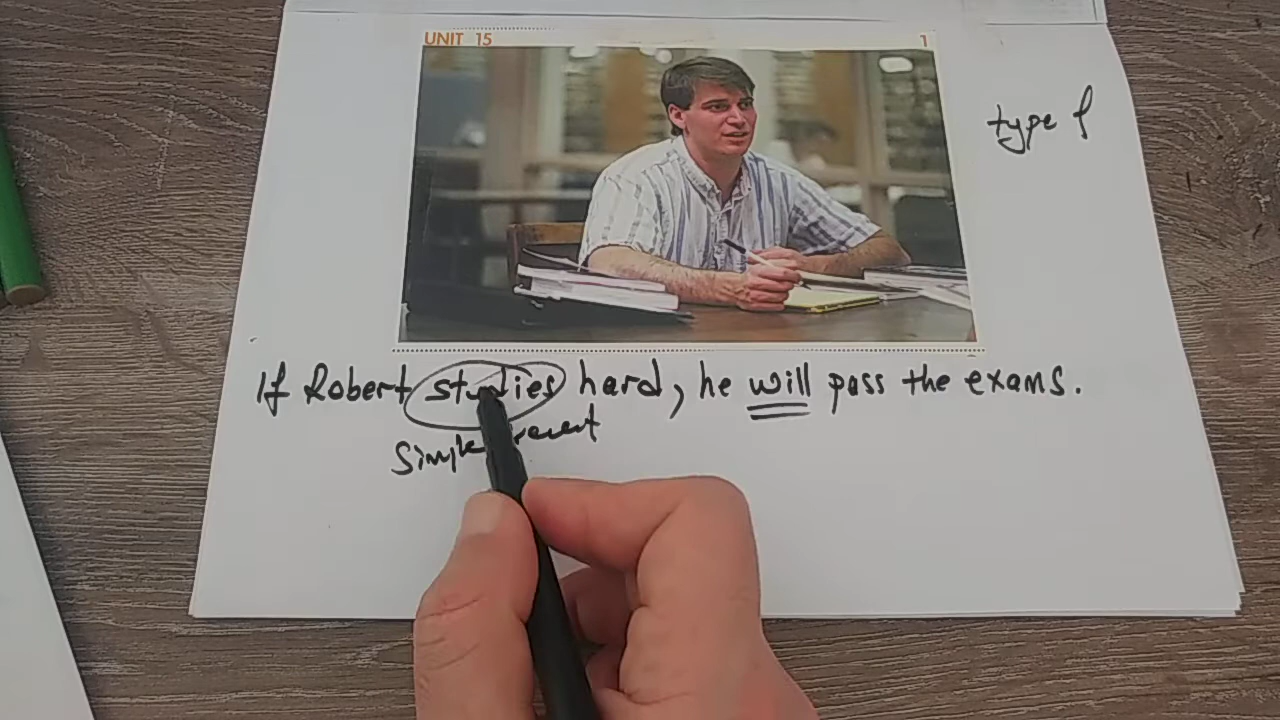 UNIT 15 1
type 1
If Robert studies hard, he will pass the exams.
Simple